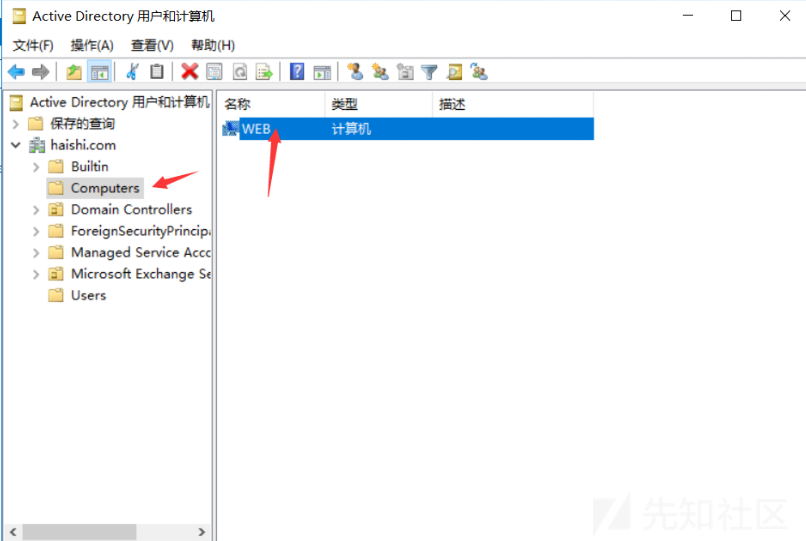 Active Directory 用户和计算机
文件(F) 操作(A) 查看(V) 帮助(H)
Active Directory 用户和计算机
保存的查询
haishi.com
Builtin
Computers
Domain Controllers
ForeignSecurityPrincip
Managed Service Acc
Microsoft Exchange Se
Users
名称 类型 描述
WEB 计算机
先知社区